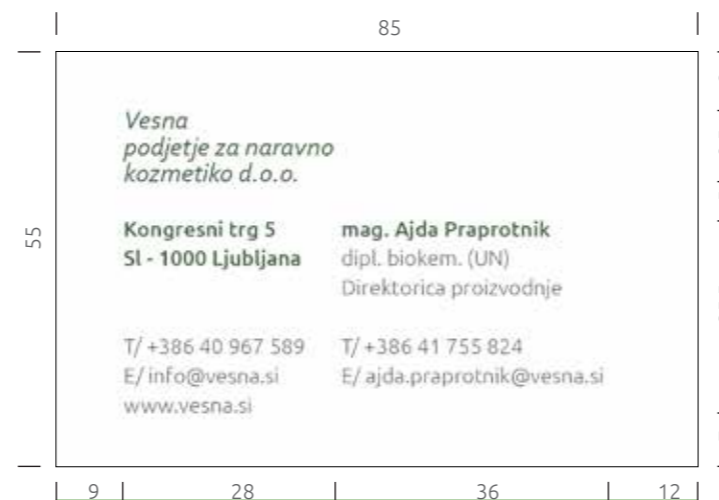 85
55
Vesna
podjetje za naravno
kozmetiko d.o.o.
Kongresni trg 5
SI - 1000 Ljubljana
mag. Ajda Praprotnik
dipl. biokem. (UN)
Direktorica proizvodnje
T/ +386 40 967 589
E/ info@vesna.si
www.vesna.si
T/ +386 41 755 824
E/ ajda.praprotnik@vesna.si
9
28
36
12